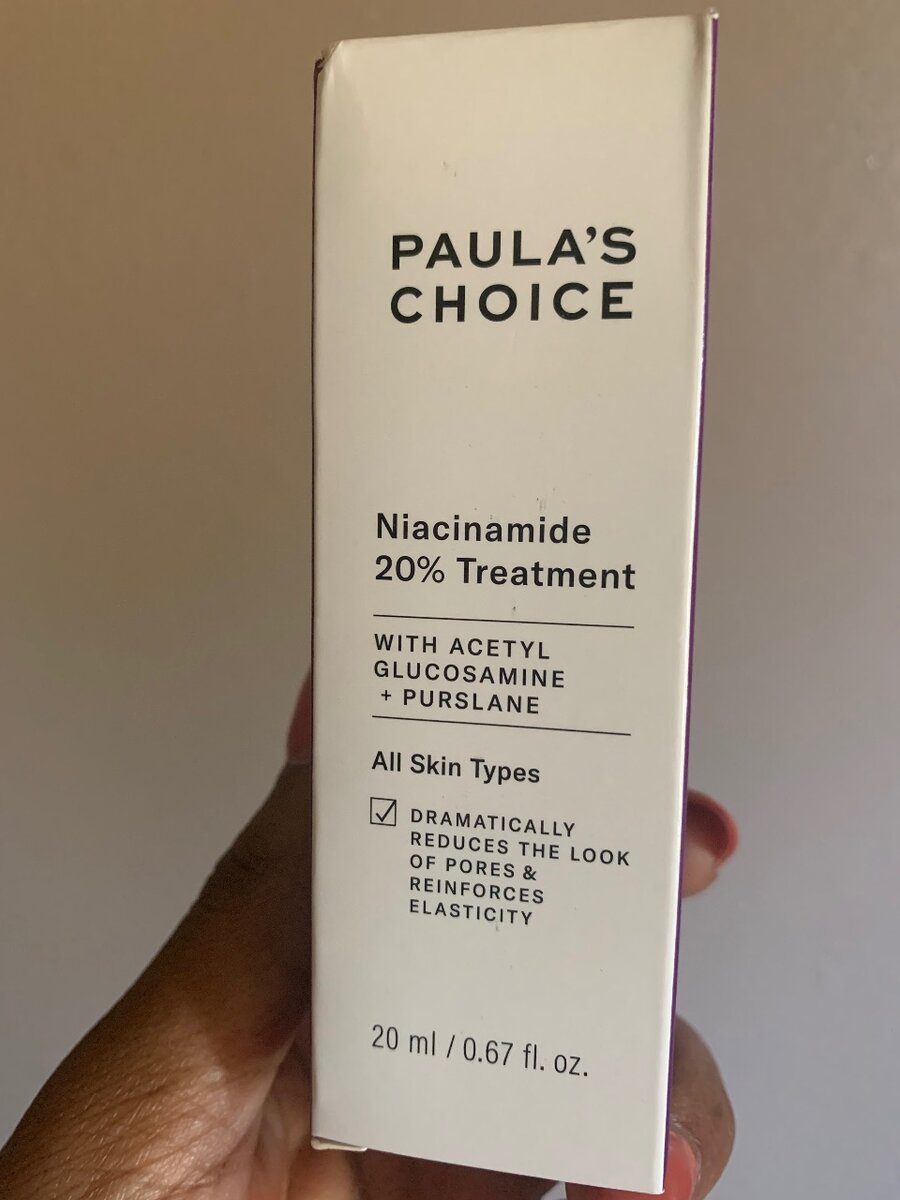 PAULA'S
CHOICE
Niacinamide
20% Treatment
WITH ACETYL
GLUCOSAMINE
+ PURSLANE
All Skin Types
☑ DRAMATICALLY
REDUCES THE LOOK
OF PORES &
REINFORCES
ELASTICITY
20 ml / 0.67 fl. oz.